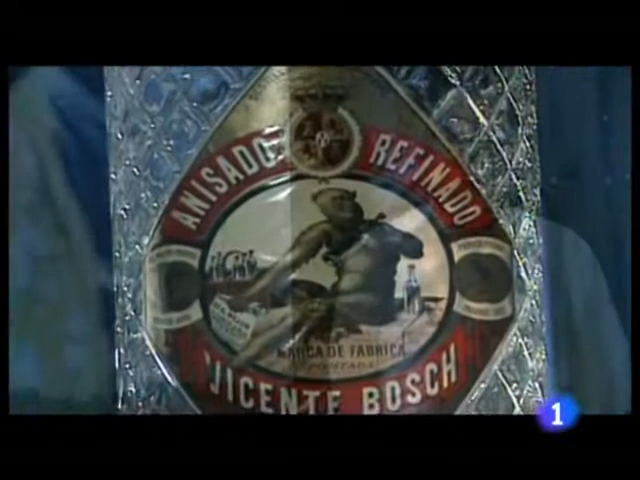 ANISADO REFINADO
MARCA DE FABRICA
VICENTE BOSCH
1